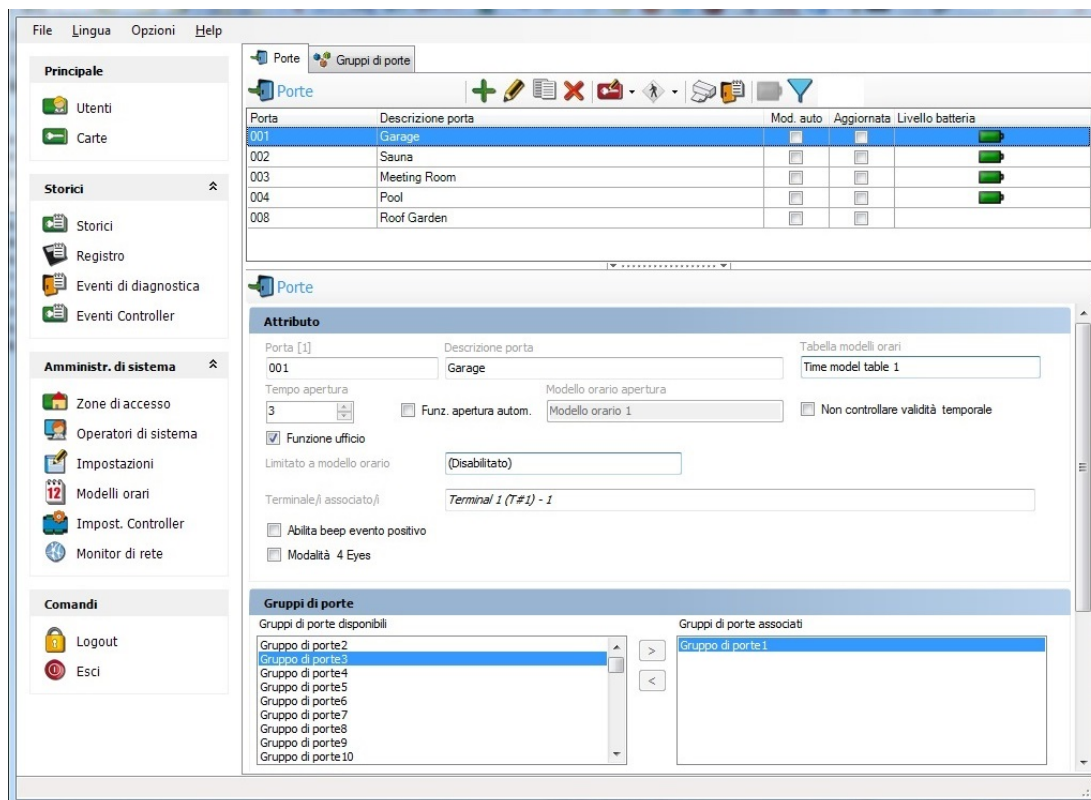 File Lingua Opzioni Help
Principale
Utenti
Carte
Storici
Storici
Registro
Eventi di diagnostica
Eventi Controller
Amministr. di sistema
Zone di accesso
Operatori di sistema
Impostazioni
12 Modelli orari
Impost. Controller
Monitor di rete
Comandi
Logout
Esci
Porte Gruppi di porte
Porte
Porta Descrizione porta Mod. auto Aggiornata Livello batteria
001 Garage
002 Sauna
003 Meeting Room
004 Pool
008 Roof Garden
Porte
Attributo
Porta [1] Descrizione porta Tabella modelli orari
001 Garage Time model table 1
Tempo apertura Modello orario apertura
3 Funz. apertura autom. Modello orario 1 Non controllare validità temporale
Funzione ufficio
Limitato a modello orario (Disabilitato)
Terminale/i associato/i Terminal 1 (T#1) - 1
Abilita beep evento positivo
Modalità 4 Eyes
Gruppi di porte
Gruppi di porte disponibili Gruppi di porte associati
Gruppo di porte2 > Gruppo di porte1
Gruppo di porte3
Gruppo di porte4
Gruppo di porte5 <
Gruppo di porte6
Gruppo di porte7
Gruppo di porte8
Gruppo di porte9
Gruppo di porte10